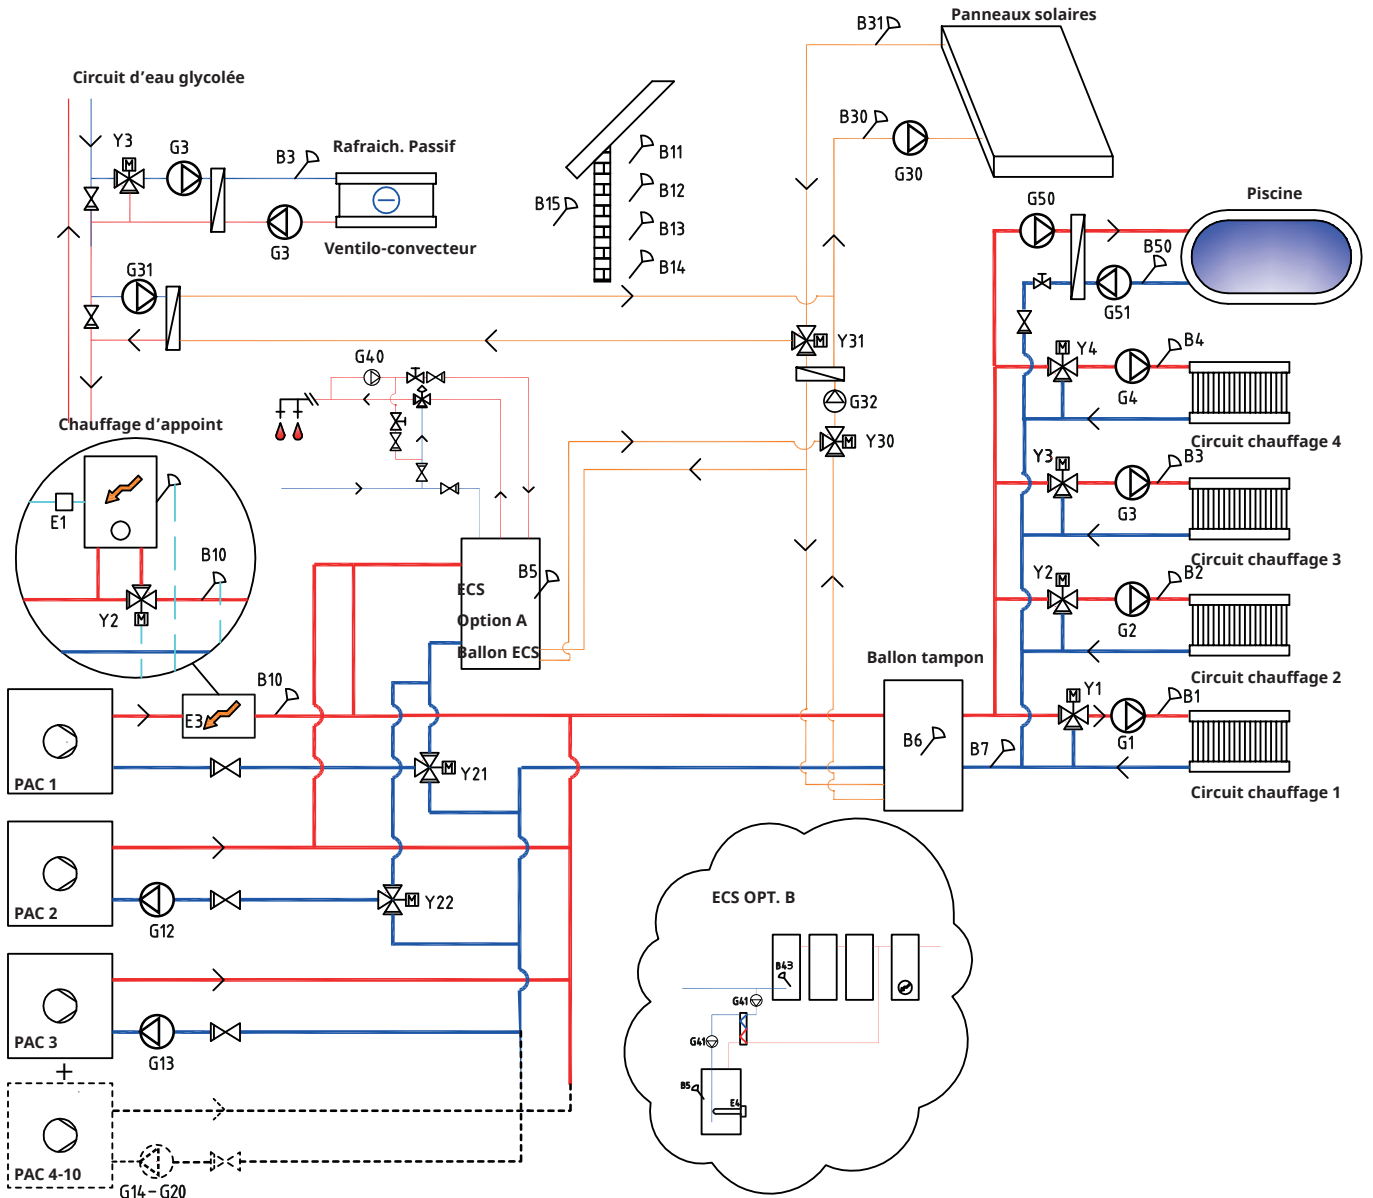 Panneaux solaires
B31
Circuit d'eau glycolée
Y3
G3
B3
Rafraich. Passif
B11
B12
B13
B14
B15
B30
G30
G3
Ventilo-convecteur
G50
Piscine
B50
G51
G31
Y31
G40
G32
Y30
Y4
B4
G4
Circuit chauffage 4
Chauffage d'appoint
E1
B10
Y2
Y3
B3
G3
Circuit chauffage 3
B5
ECS
Option A
Ballon ECS
Y2
B2
G2
Circuit chauffage 2
Ballon tampon
B10
E3
PAC 1
Y21
B6
B7
Y1
B1
G1
Circuit chauffage 1
PAC 2
G12
Y22
ECS OPT. B
B43
G41
G41
B5
E4
PAC 3
G13
+
PAC 4-10
G14-G20
M
M
M
M
M
M
M
M
M
M